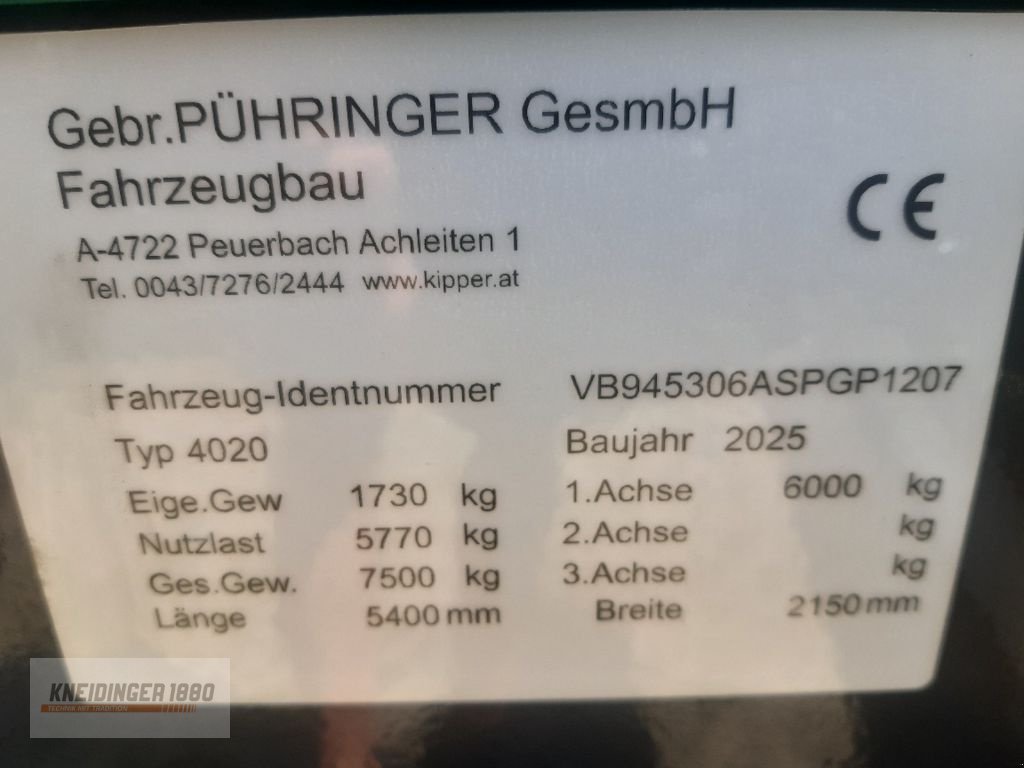 Gebr.PÜHRINGER GesmbH
Fahrzeugbau
CE
A-4722 Peuerbach Achleiten 1
Tel. 0043/7276/2444 www.kipper.at
Fahrzeug-Identnummer VB945306ASPGP1207
Typ 4020 Baujahr 2025
Eige.Gew 1730 kg 1.Achse 6000 kg
Nutzlast 5770 kg 2.Achse kg
Ges.Gew. 7500 kg 3.Achse kg
Länge 5400 mm Breite 2150 mm
KNEIDINGER 1880
TECHNIK MIT TRADITION